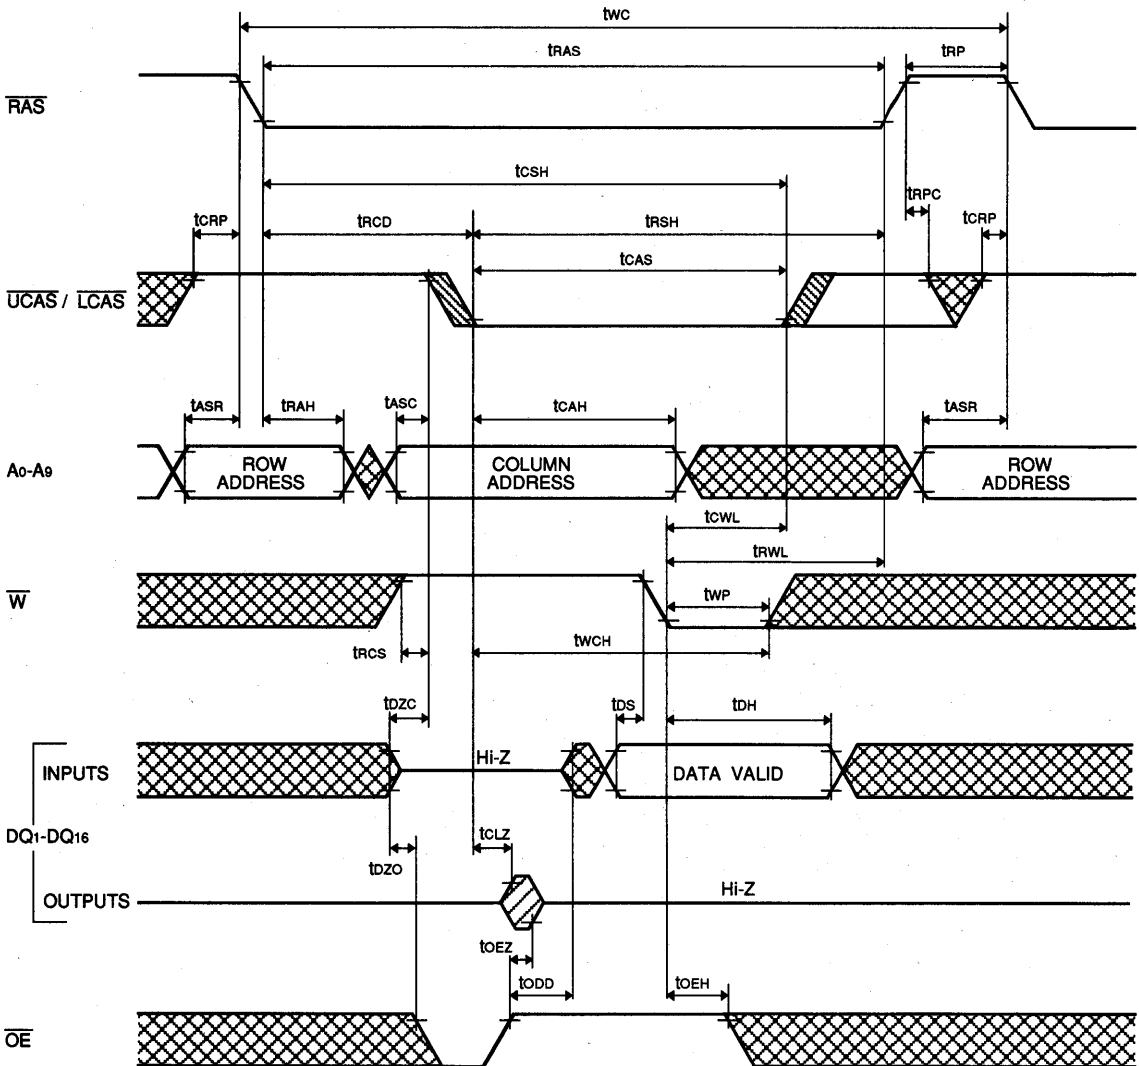 tWC
tRAS
tRP
RAS
tCSH
tRPC
tCRP
tRCD
tRSH
tCRP
tCAS
UCAS / LCAS
tASR
tRAH
tASC
tCAH
tASR
A0-A9
ROW ADDRESS
COLUMN ADDRESS
ROW ADDRESS
tCWL
tRWL
W
tWP
tRCS
tWCH
tDZC
tDS
tDH
INPUTS
Hi-Z
DATA VALID
DQ1-DQ16
tDZO
tCLZ
OUTPUTS
Hi-Z
tOEZ
tODD
tOEH
OE